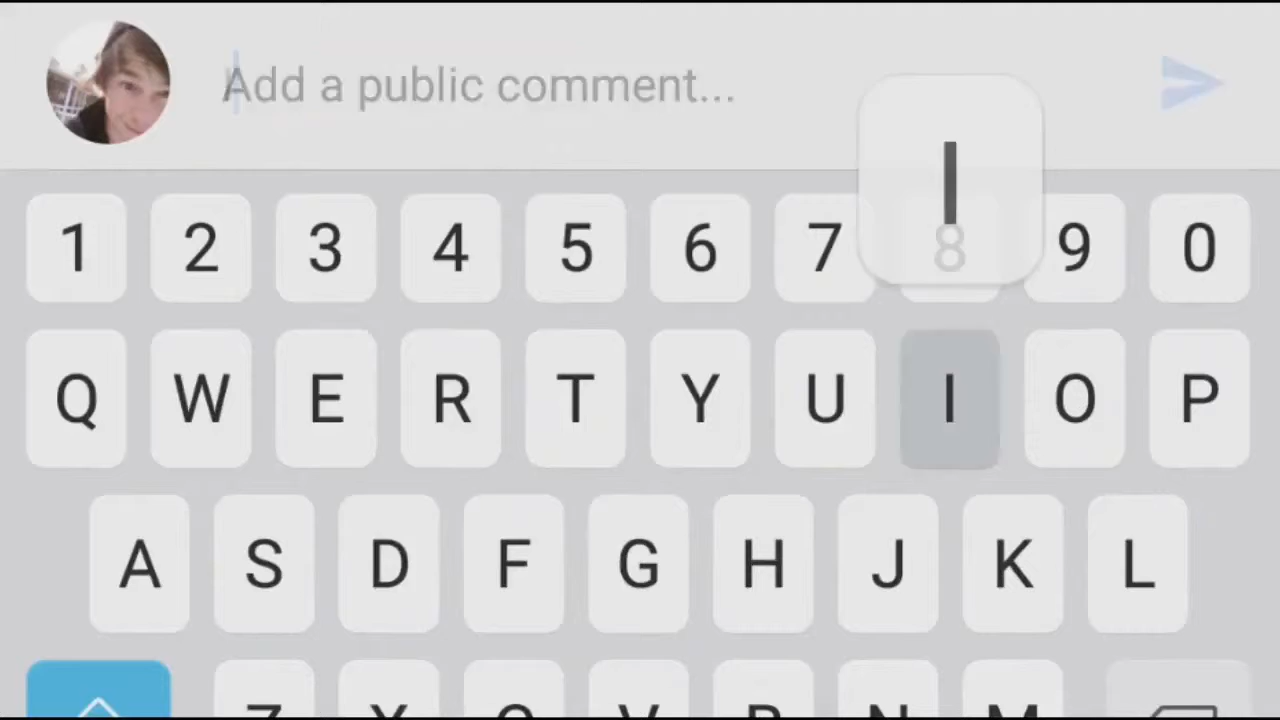 Add a public comment...
I
1 2 3 4 5 6 7 8 9 0
Q W E R T Y U I O P
A S D F G H J K L
Z X C V B N M